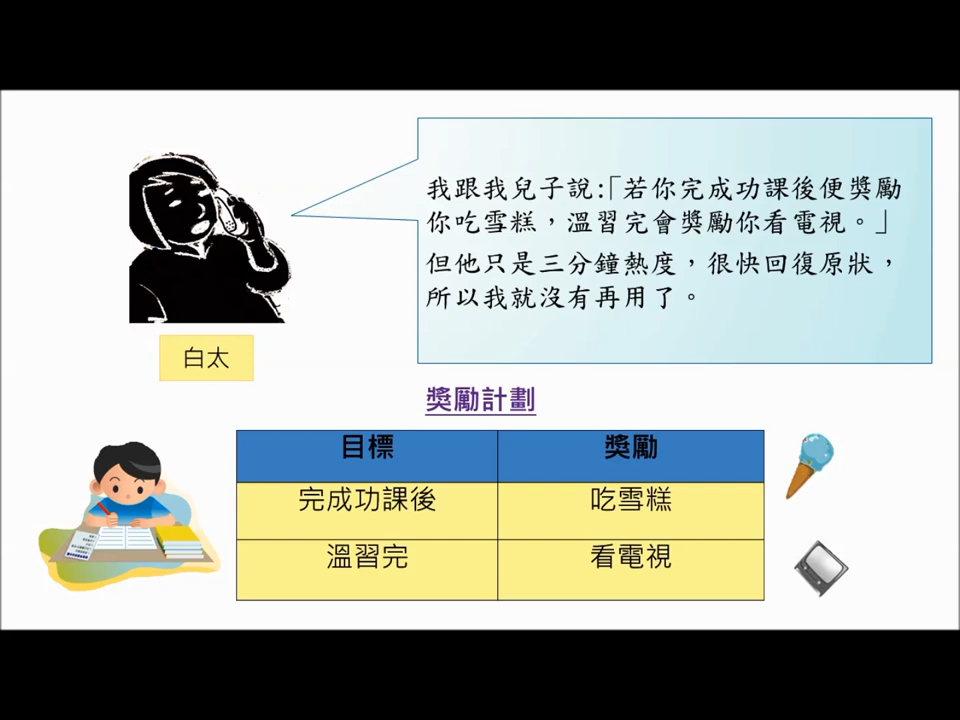 我跟我兒子說:「若你完成功課後便獎勵
你吃雪糕，溫習完會獎勵你看電視。」
但他只是三分鐘熱度，很快回復原狀，
所以我就沒有再用了。
白太
獎勵計劃
目標 獎勵
完成功課後 吃雪糕
溫習完 看電視